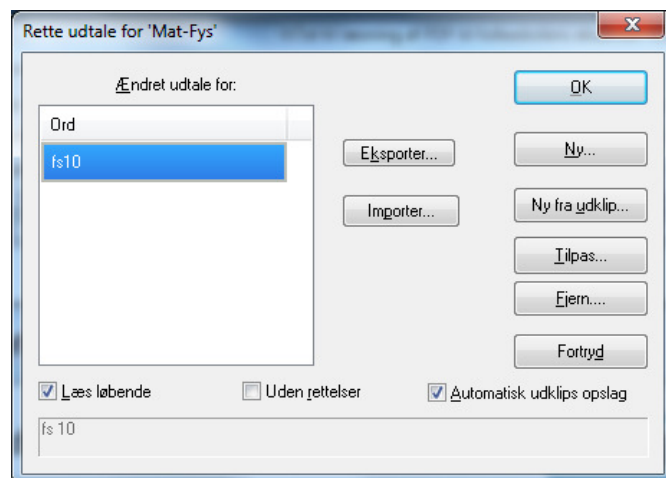 Rette udtale for 'Mat-Fys'
Ændret udtale for:
Ord
fs10
Eksporter...
Importer...
OK
Ny...
Ny fra udklip...
Tilpas...
Fjern....
Fortryd
Læs løbende
Uden rettelser
Automatisk udklips opslag
fs 10